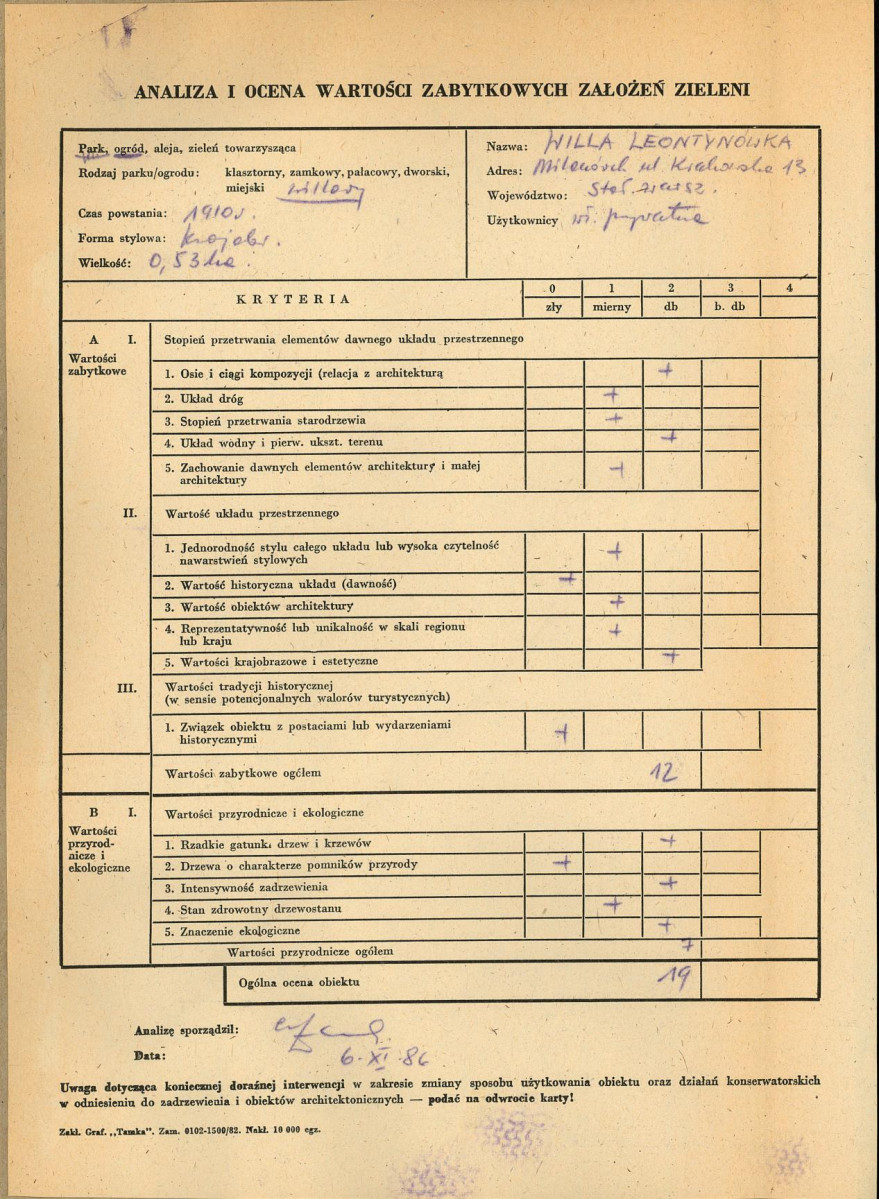 ANALIZA I OCENA WARTOŚCI ZABYTKOWYCH ZAŁOŻEŃ ZIELENI
Park, ogród, aleja, zieleń towarzysząca
Rodzaj parku/ogrodu: klasztorny, zamkowy, pałacowy, dworski,
miejski willowy
Czas powstania: 1910 r.
Forma stylowa: Krajobr.
Wielkość: 0,53 ha.
Nazwa: WILLA LEONTYNÓWKA
Adres: Milanówek ul Krakowska 13
Województwo: Stoł. warsz.
Użytkownicy wł. prywatna
KRYTERIA
0 1 2 3 4
zły mierny db b. db
A I. Stopień przetrwania elementów dawnego układu przestrzennego
Wartości
zabytkowe
1. Osie i ciągi kompozycji (relacja z architekturą +
2. Układ dróg +
3. Stopień przetrwania starodrzewia +
4. Układ wodny i pierw. ukszt. terenu +
5. Zachowanie dawnych elementów architektury i małej
architektury +
II. Wartość układu przestrzennego
1. Jednorodność stylu całego układu lub wysoka czytelność
nawarstwień stylowych +
2. Wartość historyczna układu (dawność) +
3. Wartość obiektów architektury +
4. Reprezentatywność lub unikalność w skali regionu
lub kraju +
5. Wartości krajobrazowe i estetyczne +
III. Wartości tradycji historycznej
(w sensie potencjonalnych walorów turystycznych)
1. Związek obiektu z postaciami lub wydarzeniami
historycznymi +
Wartości zabytkowe ogółem 12
B I. Wartości przyrodnicze i ekologiczne
Wartości
przyrod-
nicze i
ekologiczne
1. Rzadkie gatunki drzew i krzewów +
2. Drzewa o charakterze pomników przyrody +
3. Intensywność zadrzewienia +
4. Stan zdrowotny drzewostanu +
5. Znaczenie ekologiczne +
Wartości przyrodnicze ogółem 7
Ogólna ocena obiektu 19
Analizę sporządził:
Data: 6.XI.86
Uwaga dotycząca koniecznej doraźnej interwencji w zakresie zmiany sposobu użytkowania obiektu oraz działań konserwatorskich
w odniesieniu do zadrzewienia i obiektów architektonicznych — podać na odwrocie karty!
Zakł. Graf. „Tamka". Zam. 0102-1500/82. Nakł. 10 000 egz.